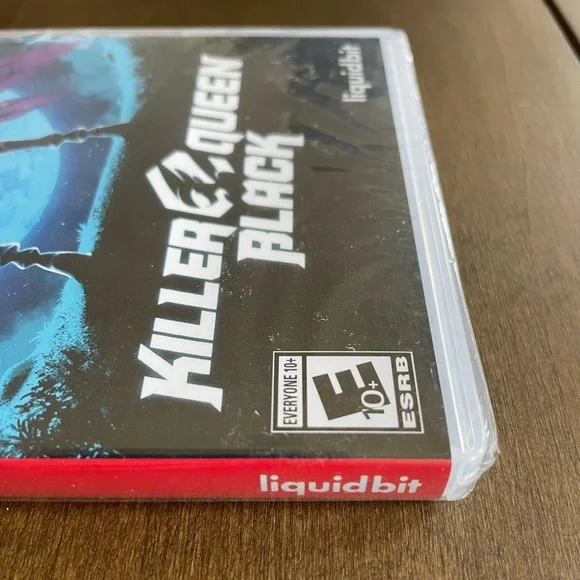 KILLER QUEEN
BLACK
liquidbit
EVERYONE 10+
E
10+
ESRB
liquidbit